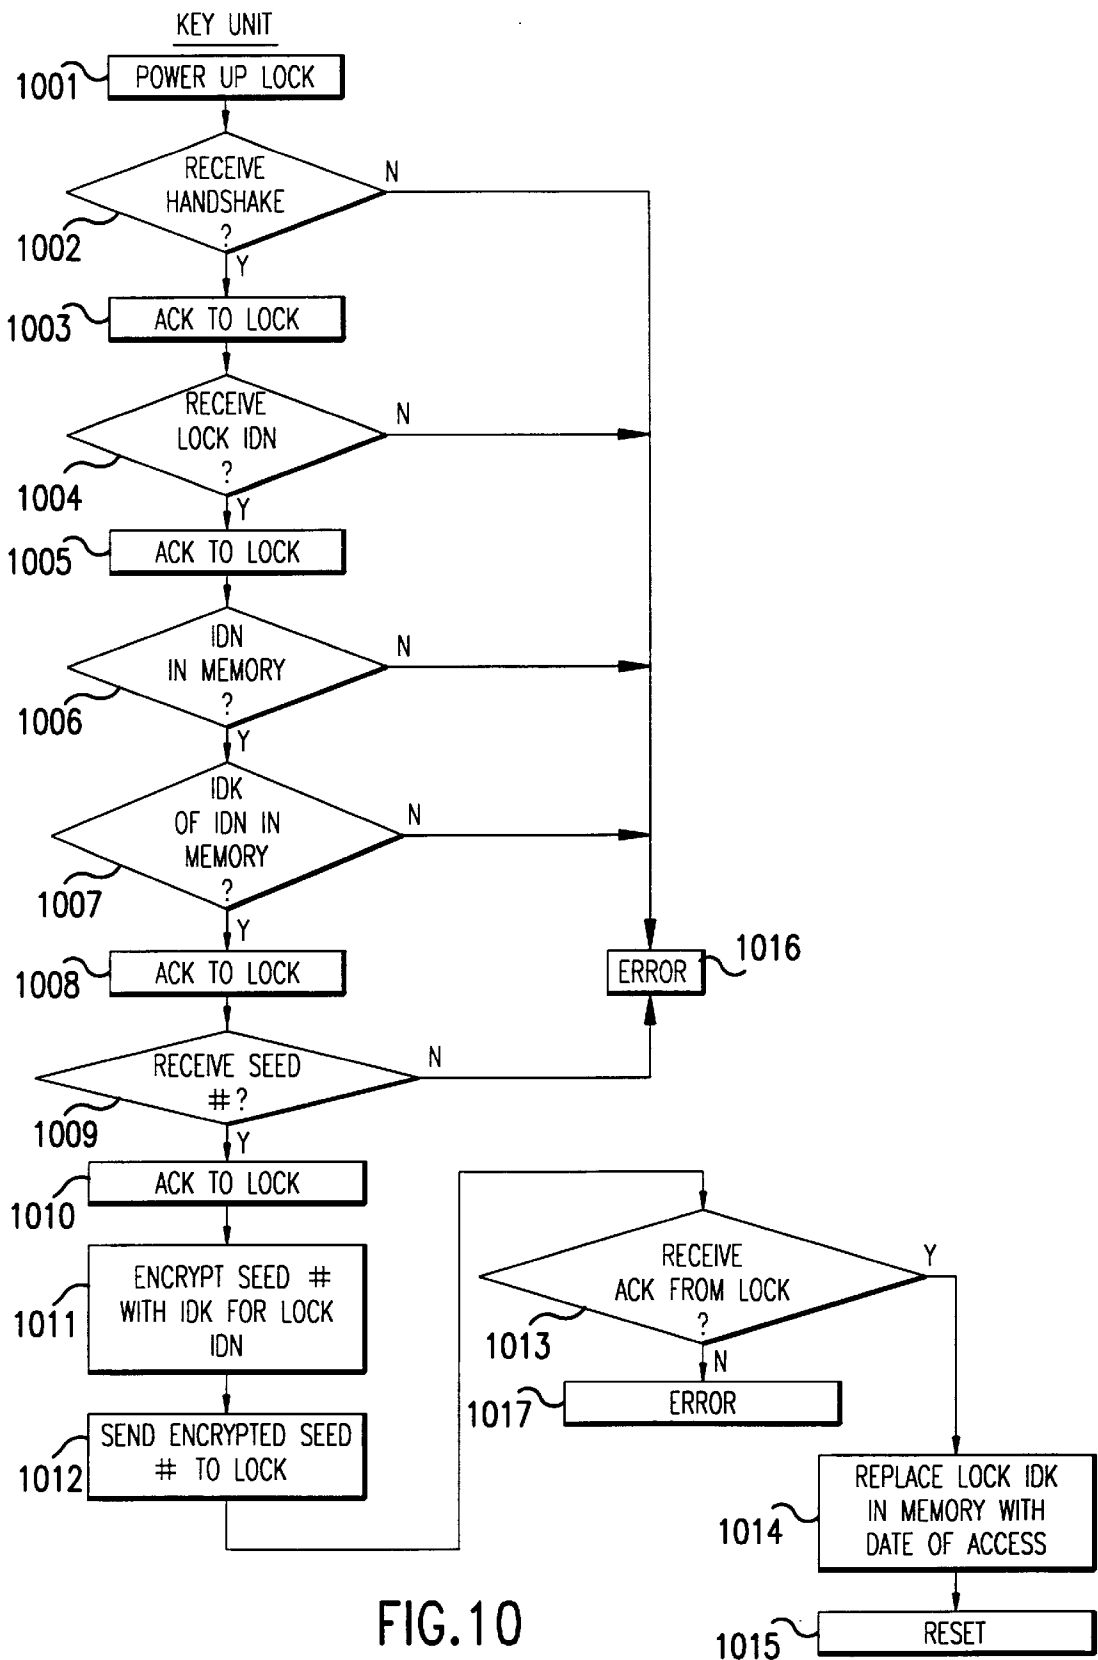 KEY UNIT
1001
POWER UP LOCK
RECEIVE
HANDSHAKE
?
N
1002
Y
1003
ACK TO LOCK
RECEIVE
LOCK IDN
?
N
1004
Y
1005
ACK TO LOCK
IDN
IN MEMORY
?
N
1006
Y
IDK
OF IDN IN
MEMORY
?
N
1007
Y
1008
ACK TO LOCK
ERROR
1016
RECEIVE SEED
#?
N
1009
Y
1010
ACK TO LOCK
1011
ENCRYPT SEED #
WITH IDK FOR LOCK
IDN
1012
SEND ENCRYPTED SEED
# TO LOCK
RECEIVE
ACK FROM LOCK
?
Y
1013
N
1017
ERROR
1014
REPLACE LOCK IDK
IN MEMORY WITH
DATE OF ACCESS
1015
RESET
FIG.10